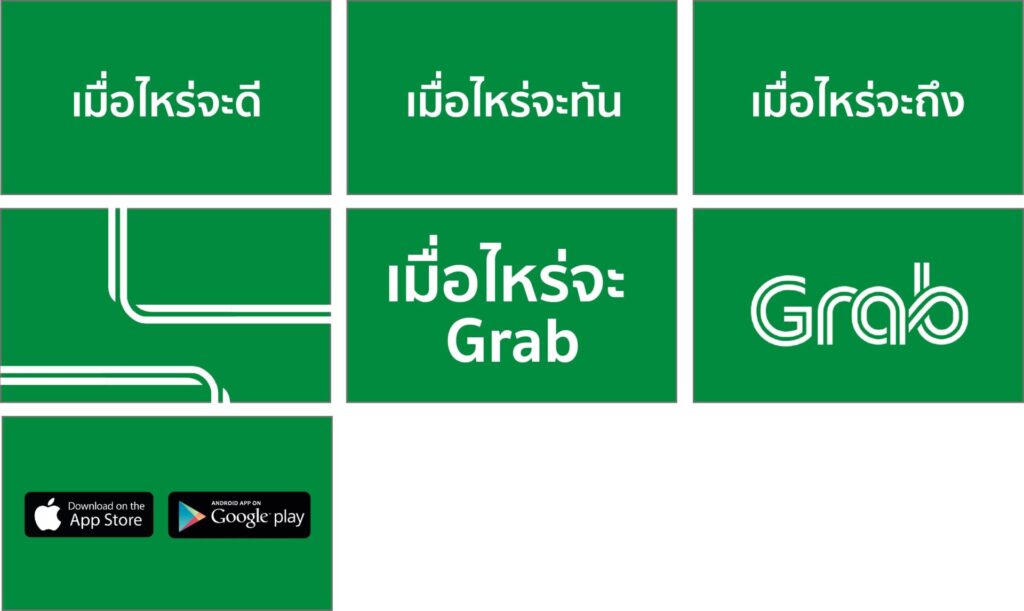 เมื่อไหร่จะดี
เมื่อไหร่จะทัน
เมื่อไหร่จะถึง
เมื่อไหร่จะ
Grab
Grab
Download on the
App Store
ANDROID APP ON
Google play